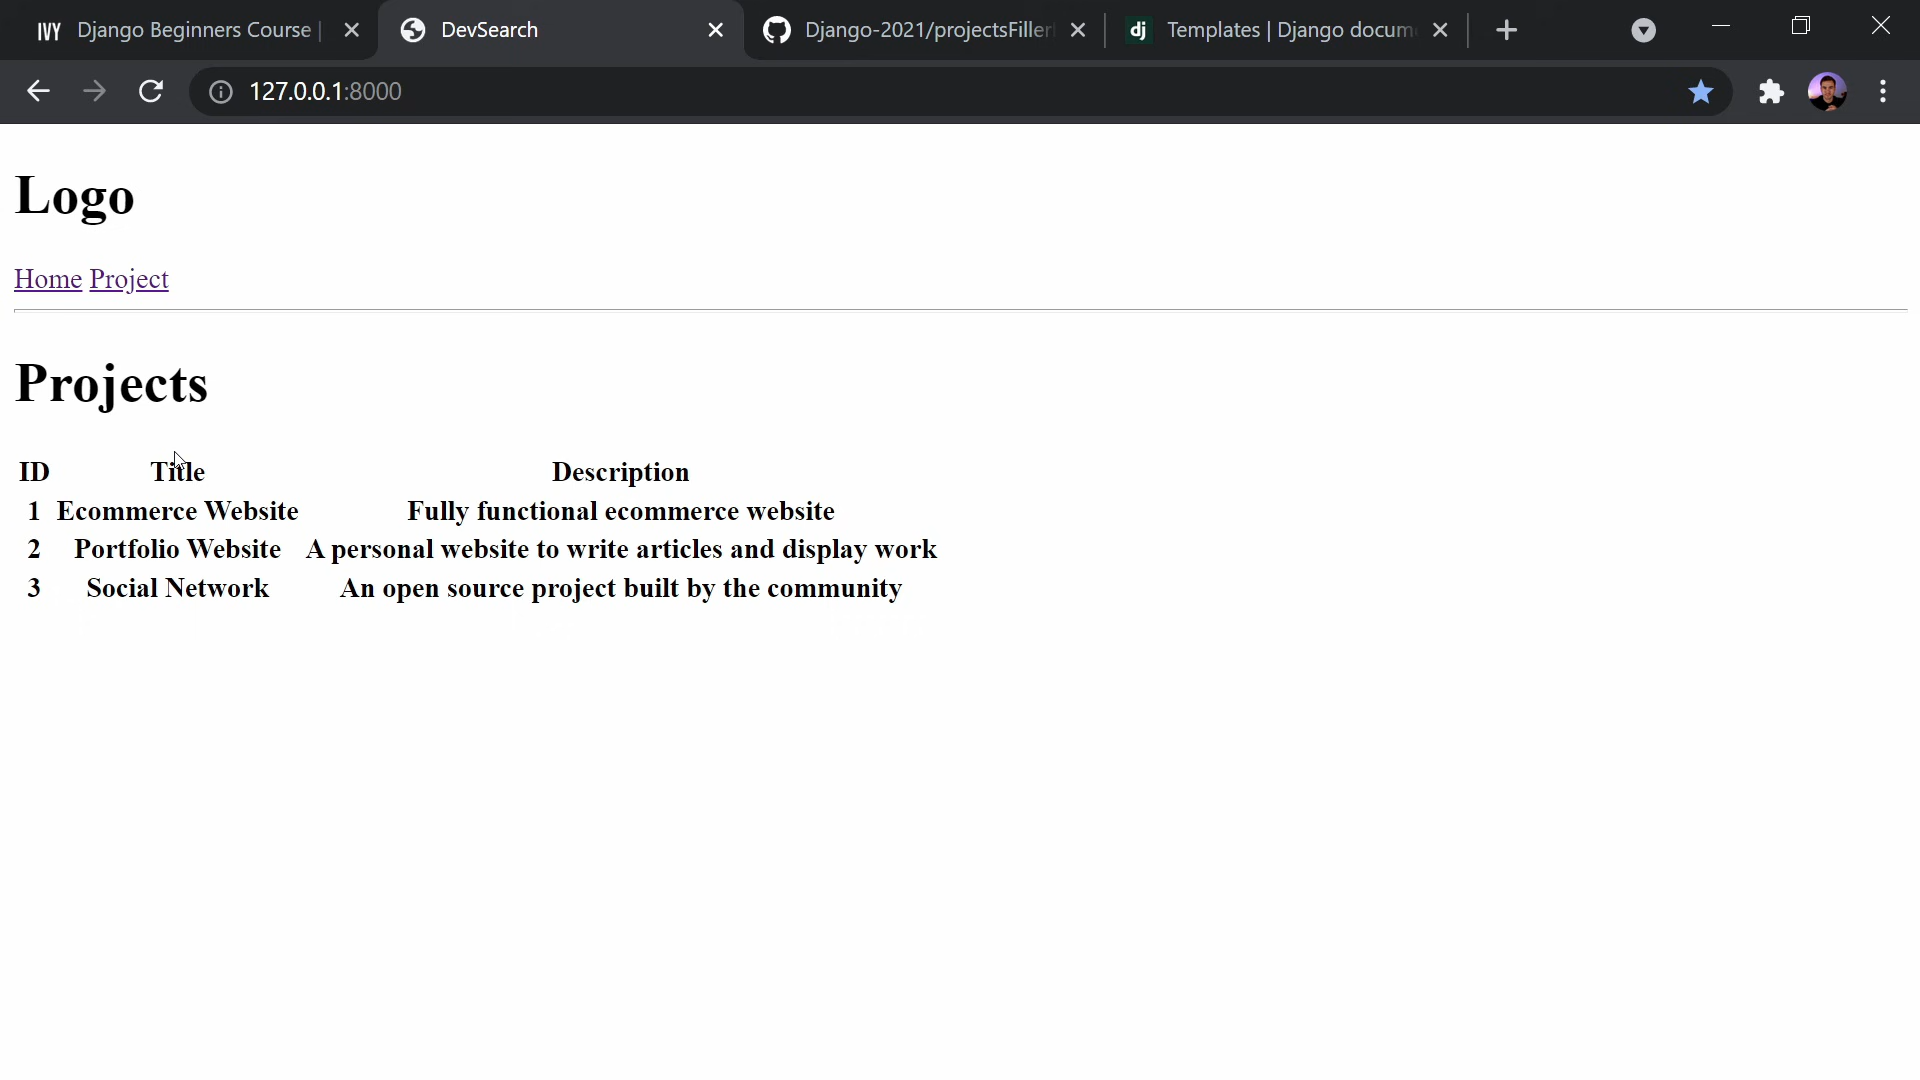 IVY Django Beginners Course | DevSearch Django-2021/projectsFiller dj Templates | Django docum
127.0.0.1:8000
Logo
Home Project
Projects
ID Title Description
1 Ecommerce Website Fully functional ecommerce website
2 Portfolio Website A personal website to write articles and display work
3 Social Network An open source project built by the community